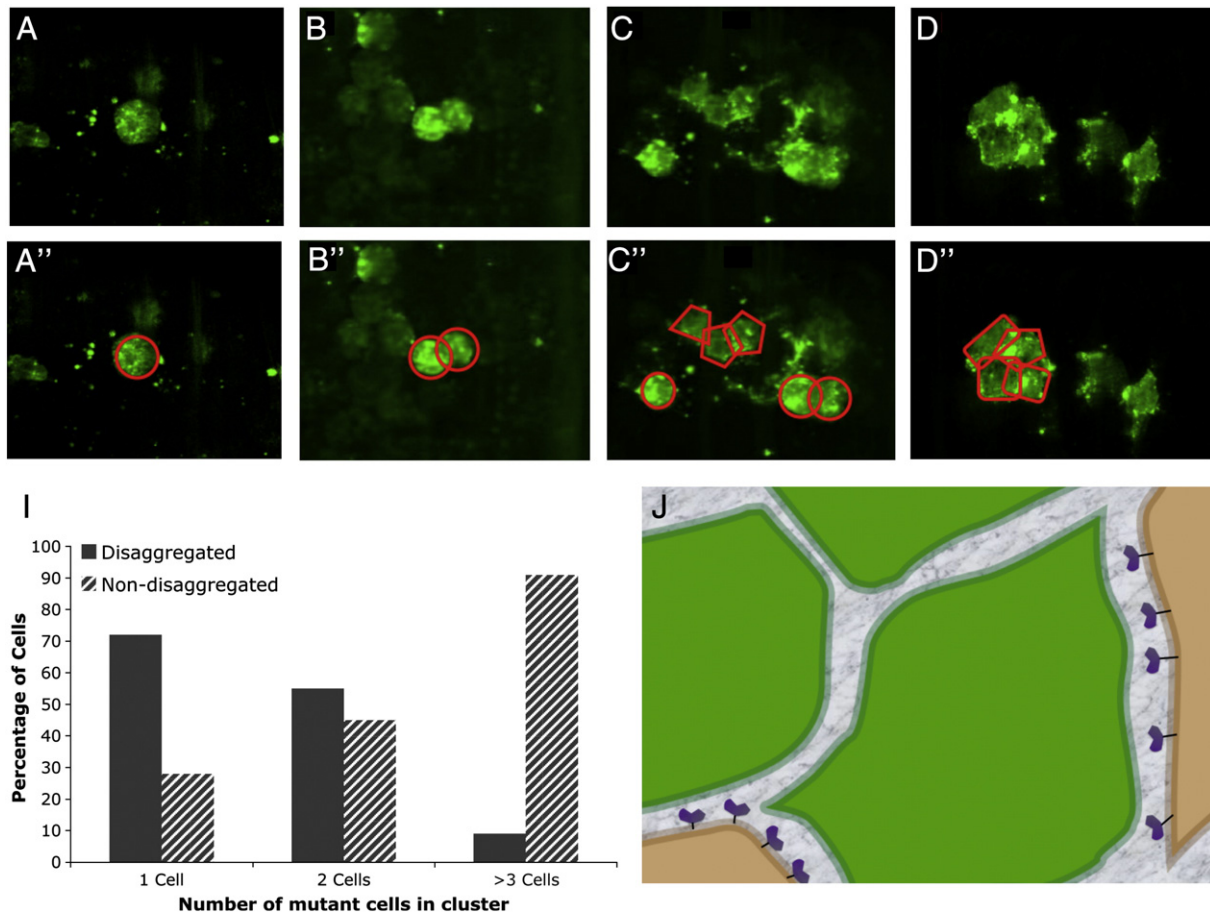 A
B
C
D
A''
B''
C''
D''
I
J
Disaggregated
Non-disaggregated
Percentage of Cells
100
90
80
70
60
50
40
30
20
10
0
1 Cell
2 Cells
>3 Cells
Number of mutant cells in cluster